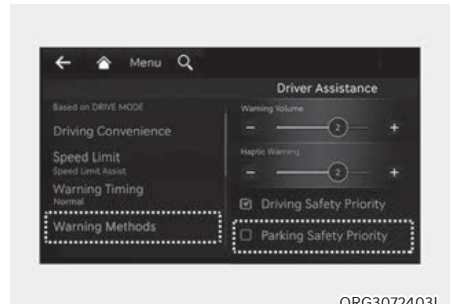 Menu
Driver Assistance
Based on DRIVE MODE
Driving Convenience
Speed Limit
Speed Limit Assist
Warning Timing
Normal
Warning Methods
Warning Volume
- 2 +
Haptic Warning
- 2 +
Driving Safety Priority
Parking Safety Priority
ORG3072403L